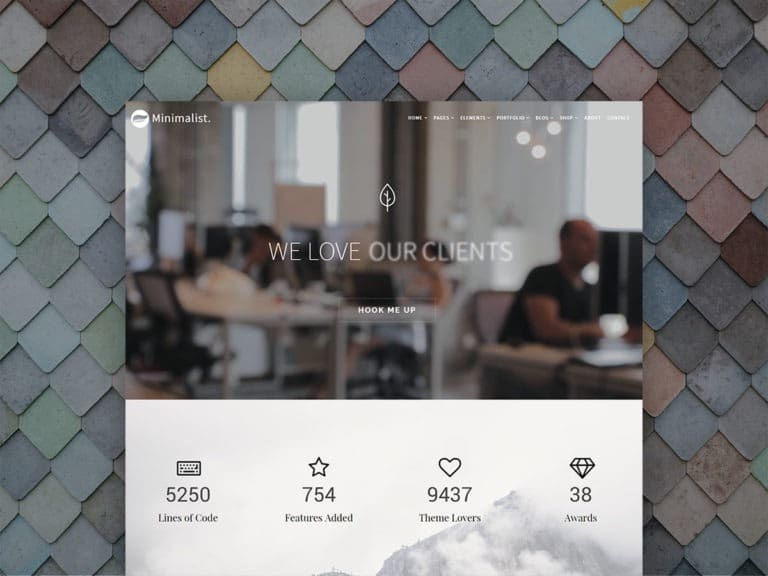 Minimalist.
HOME PAGES ELEMENTS PORTFOLIO BLOG SHOP ABOUT CONTACT
WE LOVE OUR CLIENTS
HOOK ME UP
5250 754 9437 38
Lines of Code Features Added Theme Lovers Awards